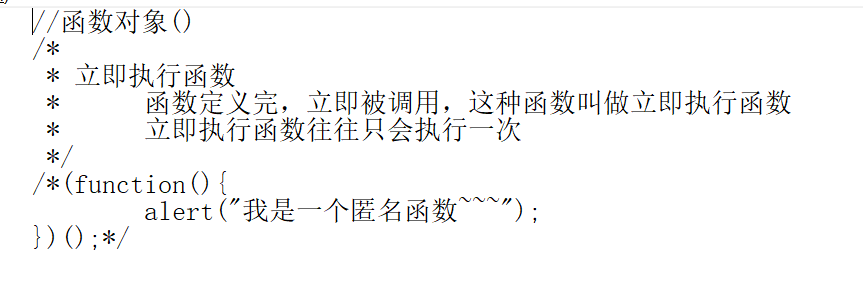 //函数对象()
/*
 * 立即执行函数
 *     函数定义完，立即被调用，这种函数叫做立即执行函数
 *     立即执行函数往往只会执行一次
 */
/*(function(){
        alert("我是一个匿名函数~~~");
})();*/